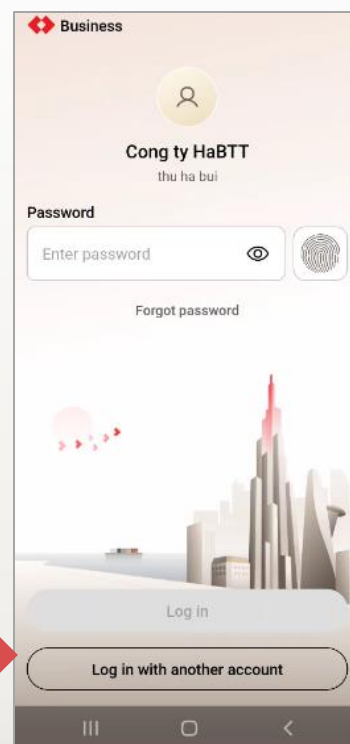 Business
Cong ty HaBTT
thu ha bui
Password
Enter password
Forgot password
Log in
Log in with another account